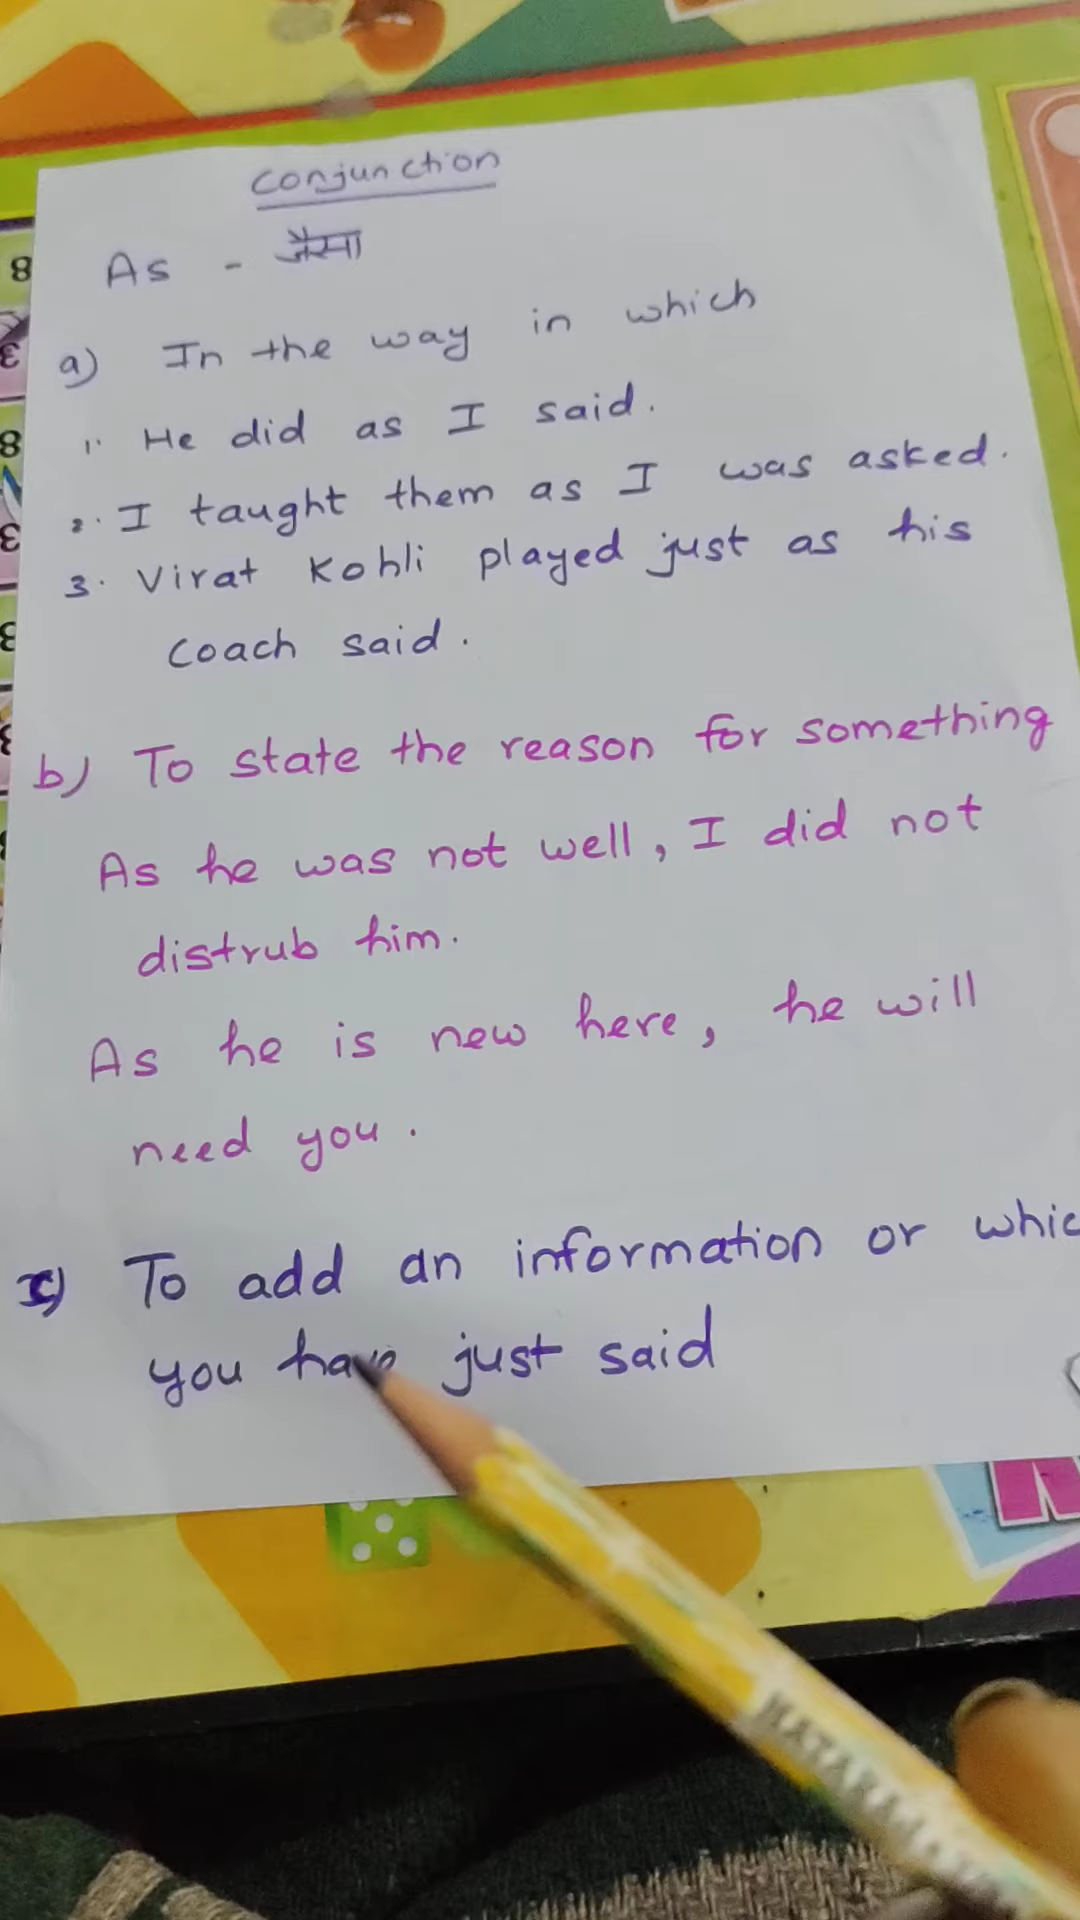 conjunction
As - जैसा
a) In the way in which
1. He did as I said.
2. I taught them as I was asked.
3. Virat Kohli played just as his
coach said.
b) To state the reason for something
As he was not well, I did not
distrub him.
As he is new here, he will
need you.
c) To add an information or whic
you have just said